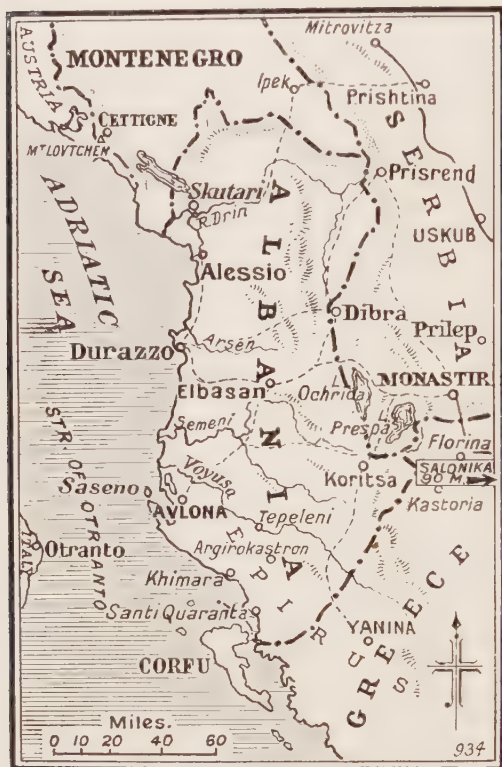 Mitrovitza
MONTENEGRO
AUSTRIA
Ipek
Prishtina
CETTIGNE
Mᵀ LOVTCHEN
SERBIA
Prisrend
Skutari
R. Drin
USKUB
ADRIATIC
SEA
ALBANIA
Alessio
Dibra
Prilep
Durazzo
Arsen
MONASTIR
Elbasan
L.
Ochrida
L.
Prespa
Semeni
Florina
STR. OF OTRANTO
Voyusa
Koritsa
SALONIKA
90 M.
Saseno
AVLONA
Kastoria
Tepeleni
ITALY
Otranto
Argirokastron
EPIRUS
Khimara
GREECE
Santi Quaranta
YANINA
CORFU
Miles.
0 10 20 40 60
934